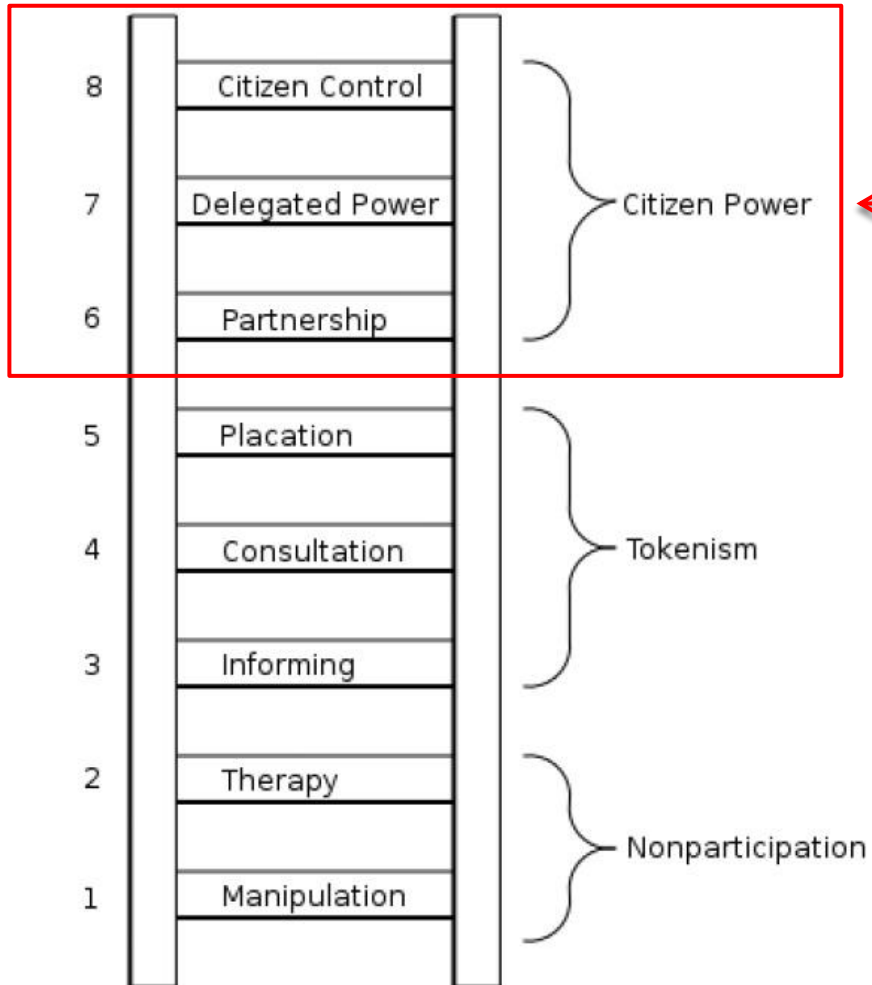 8 Citizen Control
7 Delegated Power
Citizen Power
6 Partnership
5 Placation
4 Consultation
Tokenism
3 Informing
2 Therapy
Nonparticipation
1 Manipulation